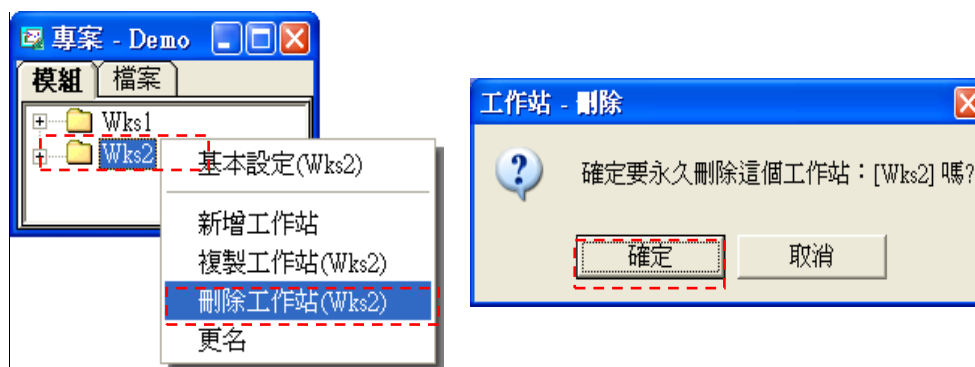 專案 - Demo
模組 檔案
Wks1
Wks2
基本設定(Wks2)
新增工作站
複製工作站(Wks2)
刪除工作站(Wks2)
更名
工作站 - 刪除
確定要永久刪除這個工作站：[Wks2] 嗎?
確定 取消